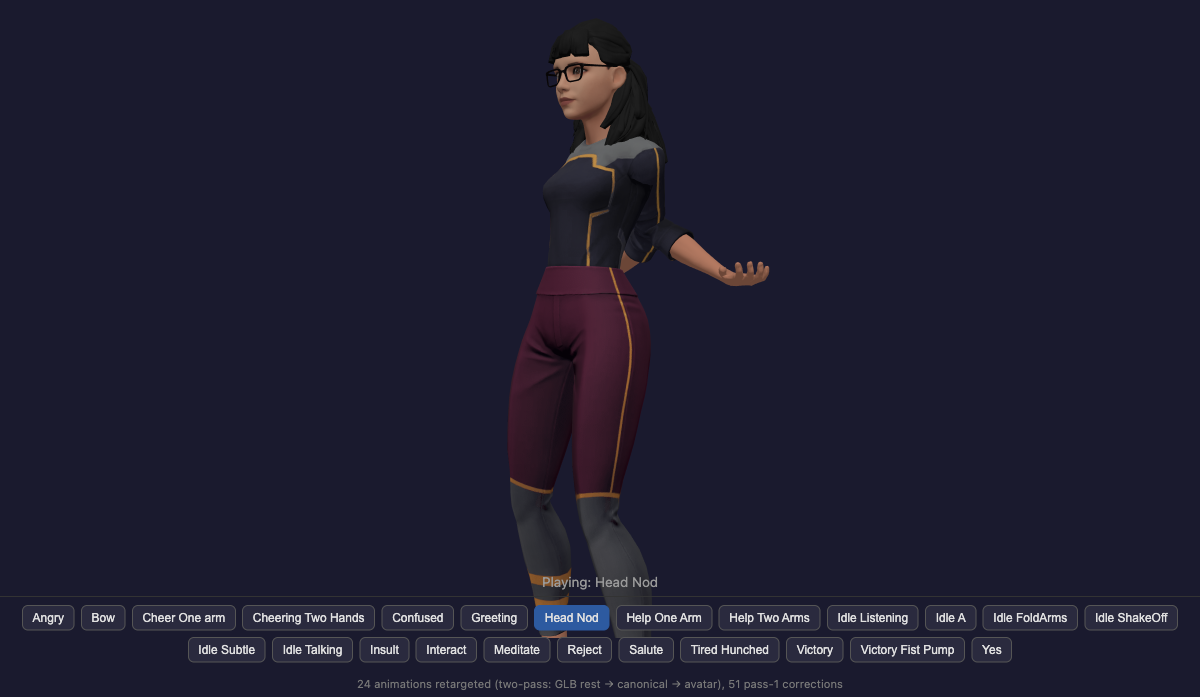 Playing: Head Nod
Angry Bow Cheer One arm Cheering Two Hands Confused Greeting Head Nod Help One Arm Help Two Arms Idle Listening Idle A Idle FoldArms Idle ShakeOff
Idle Subtle Idle Talking Insult Interact Meditate Reject Salute Tired Hunched Victory Victory Fist Pump Yes
24 animations retargeted (two-pass: GLB rest → canonical → avatar), 51 pass-1 corrections